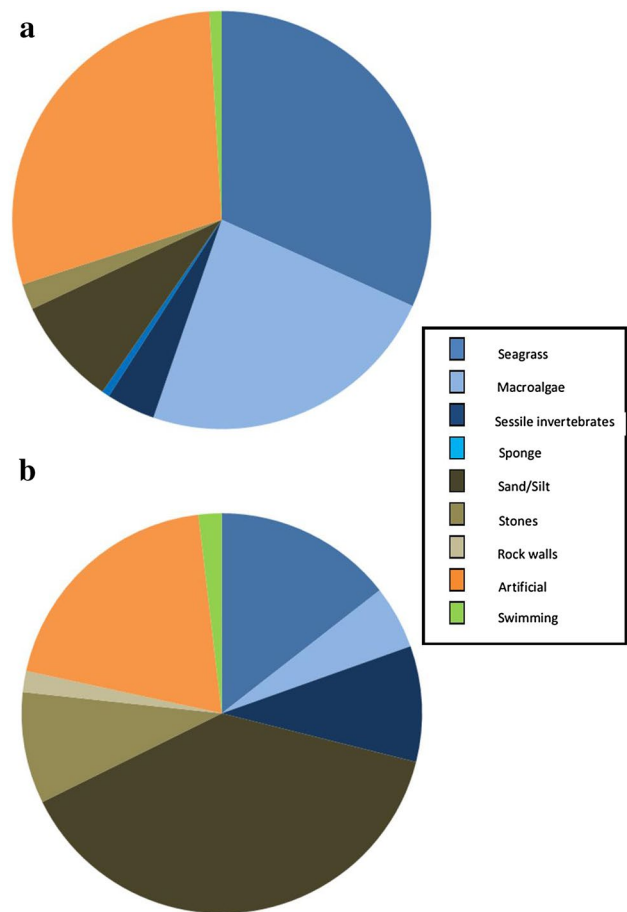 a
b
Seagrass
Macroalgae
Sessile invertebrates
Sponge
Sand/Silt
Stones
Rock walls
Artificial
Swimming